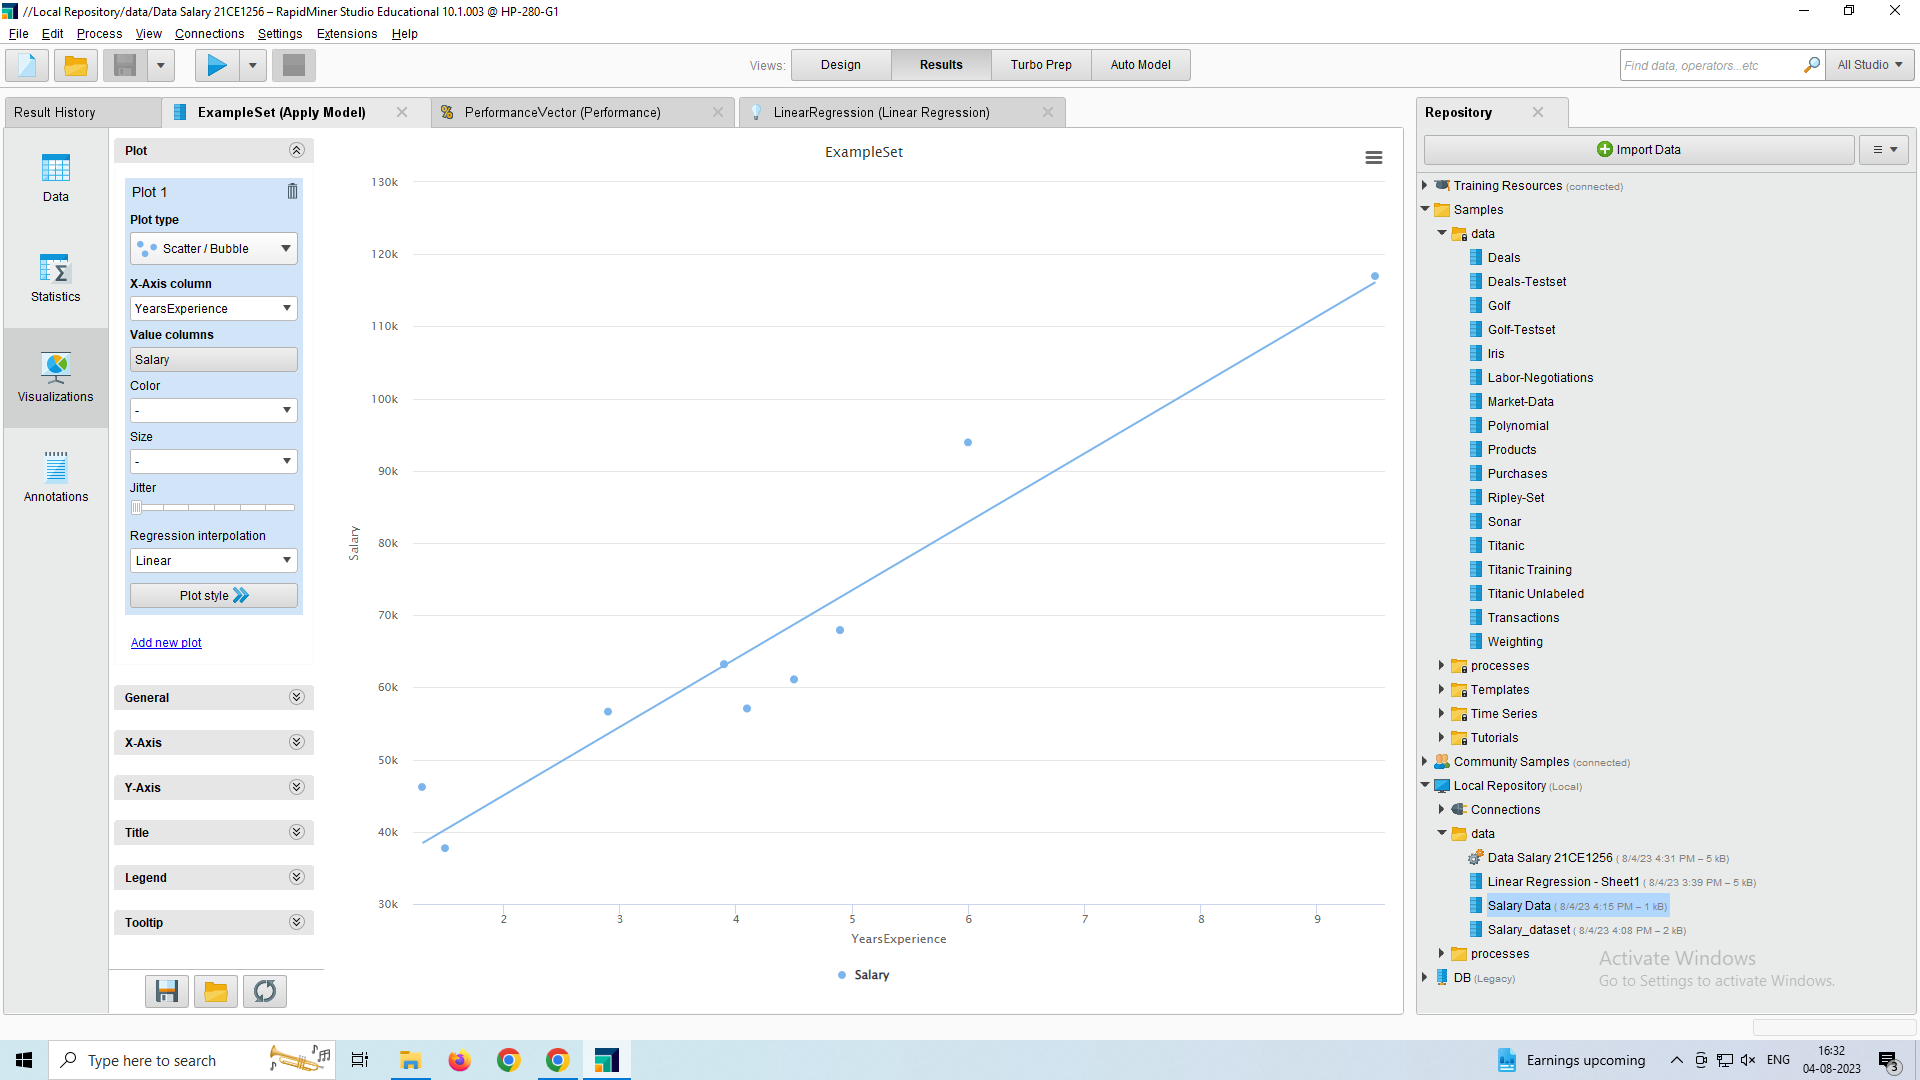 //Local Repository/data/Data Salary 21CE1256 – RapidMiner Studio Educational 10.1.003 @ HP-280-G1
File Edit Process View Connections Settings Extensions Help
Views: Design Results Turbo Prep Auto Model
Find data, operators...etc
All Studio
Result History
ExampleSet (Apply Model)
PerformanceVector (Performance)
LinearRegression (Linear Regression)
Data
Statistics
Visualizations
Annotations
Plot
Plot 1
Plot type
Scatter / Bubble
X-Axis column
YearsExperience
Value columns
Salary
Color
-
Size
-
Jitter
Regression interpolation
Linear
Plot style
Add new plot
General
X-Axis
Y-Axis
Title
Legend
Tooltip
ExampleSet
130k
120k
110k
100k
90k
80k
70k
60k
50k
40k
30k
Salary
2 3 4 5 6 7 8 9
YearsExperience
Salary
Repository
Import Data
Training Resources (connected)
Samples
data
Deals
Deals-Testset
Golf
Golf-Testset
Iris
Labor-Negotiations
Market-Data
Polynomial
Products
Purchases
Ripley-Set
Sonar
Titanic
Titanic Training
Titanic Unlabeled
Transactions
Weighting
processes
Templates
Time Series
Tutorials
Community Samples (connected)
Local Repository (Local)
Connections
data
Data Salary 21CE1256 ( 8/4/23 4:31 PM – 5 kB)
Linear Regression - Sheet1 ( 8/4/23 3:39 PM – 5 kB)
Salary Data ( 8/4/23 4:15 PM – 1 kB)
Salary_dataset ( 8/4/23 4:08 PM – 2 kB)
processes
DB (Legacy)
Activate Windows
Go to Settings to activate Windows.
Type here to search
Earnings upcoming
ENG
16:32
04-08-2023
3